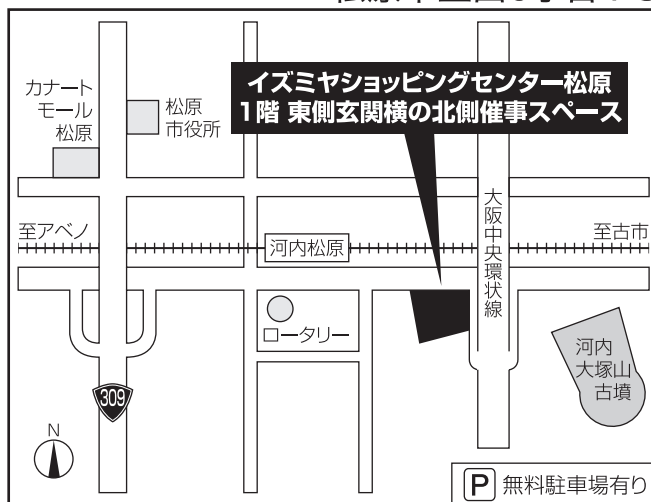 カナート
モール
松原
松原
市役所
イズミヤショッピングセンター松原
1階 東側玄関横の北側催事スペース
至アベノ
河内松原
大阪中央環状線
至古市
ロータリー
河内
大塚山
古墳
309
N
P 無料駐車場有り